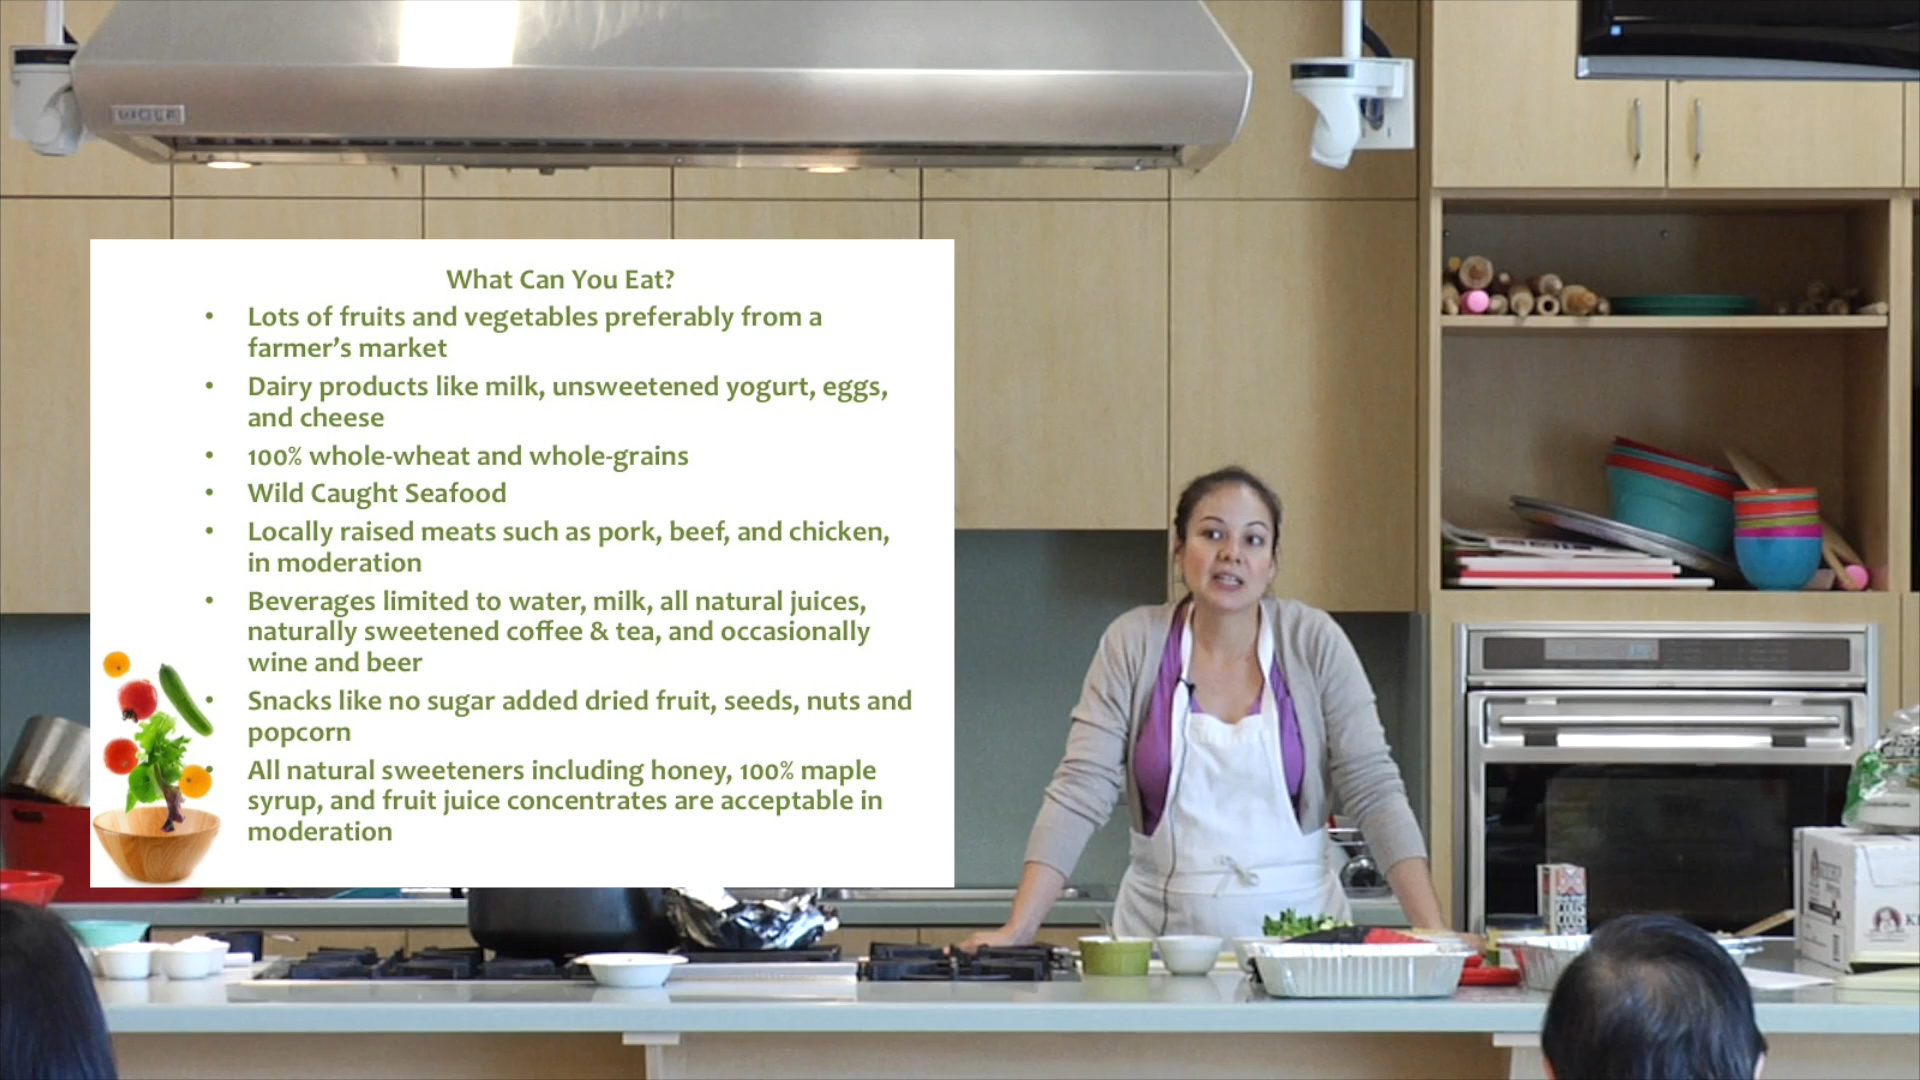 What Can You Eat?
• Lots of fruits and vegetables preferably from a
farmer’s market
• Dairy products like milk, unsweetened yogurt, eggs,
and cheese
• 100% whole-wheat and whole-grains
• Wild Caught Seafood
• Locally raised meats such as pork, beef, and chicken,
in moderation
• Beverages limited to water, milk, all natural juices,
naturally sweetened coffee & tea, and occasionally
wine and beer
• Snacks like no sugar added dried fruit, seeds, nuts and
popcorn
• All natural sweeteners including honey, 100% maple
syrup, and fruit juice concentrates are acceptable in
moderation